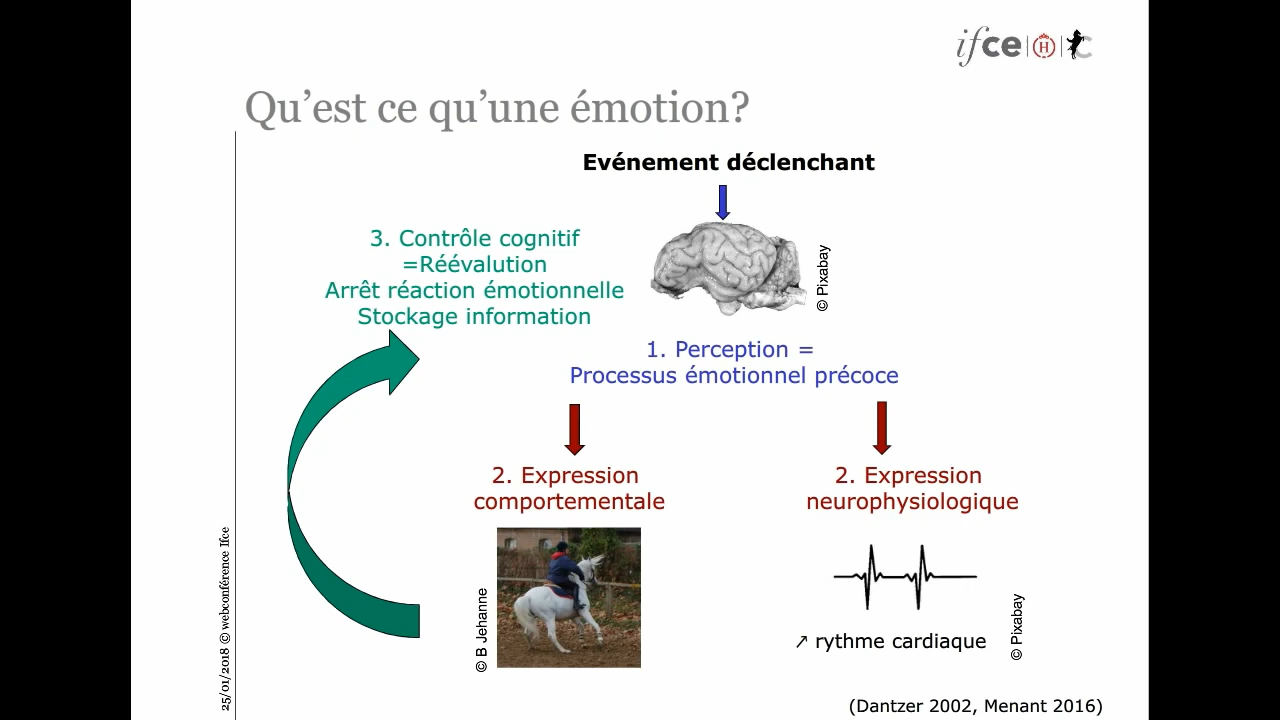 ifce | H | C
Qu'est ce qu'une émotion?
Evénement déclenchant
3. Contrôle cognitif
=Réévalution
Arrêt réaction émotionnelle
Stockage information
© Pixabay
1. Perception =
Processus émotionnel précoce
2. Expression
comportementale
2. Expression
neurophysiologique
© B Jehanne
↗ rythme cardiaque
© Pixabay
25/01/2018 © webconférence Ifce
(Dantzer 2002, Menant 2016)